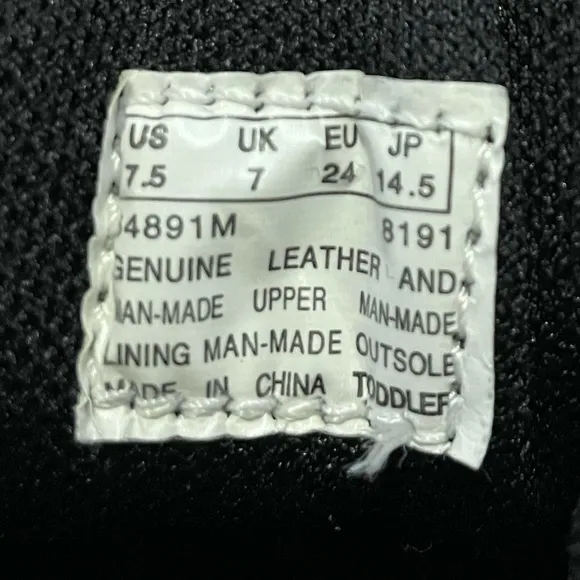 US UK EU JP
7.5 7 24 14.5
4891M 8191
GENUINE LEATHER AND
MAN-MADE UPPER MAN-MADE
LINING MAN-MADE OUTSOLE
MADE IN CHINA TODDLER